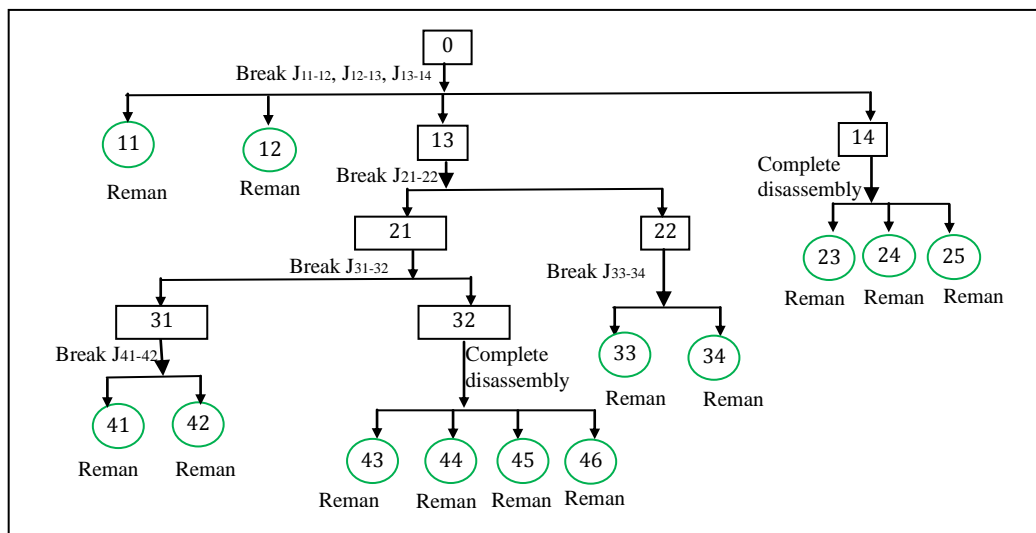 0
Break J11-12, J12-13, J13-14
11
12
13
14
Reman
Reman
Break J21-22
Complete
disassembly
21
22
23
24
25
Break J31-32
Break J33-34
Reman
Reman
Reman
31
32
33
34
Break J41-42
Complete
disassembly
Reman
Reman
41
42
43
44
45
46
Reman
Reman
Reman
Reman
Reman
Reman